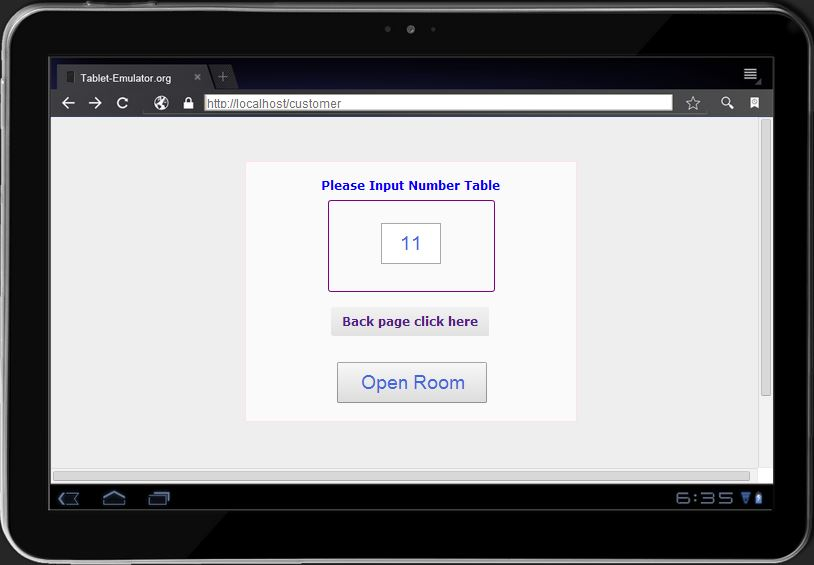 Tablet-Emulator.org
http://localhost/customer
Please Input Number Table
11
Back page click here
Open Room
6:35